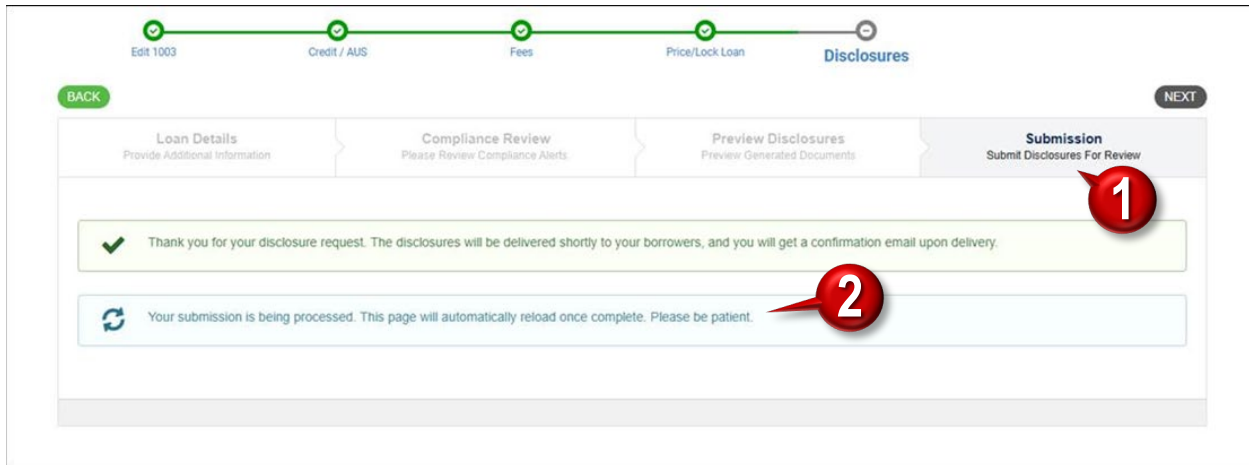 Edit 1003
Credit / AUS
Fees
Price/Lock Loan
Disclosures
BACK
NEXT
Loan Details
Provide Additional Information
Compliance Review
Please Review Compliance Alerts
Preview Disclosures
Preview Generated Documents
Submission
Submit Disclosures For Review
1
Thank you for your disclosure request. The disclosures will be delivered shortly to your borrowers, and you will get a confirmation email upon delivery.
2
Your submission is being processed. This page will automatically reload once complete. Please be patient.